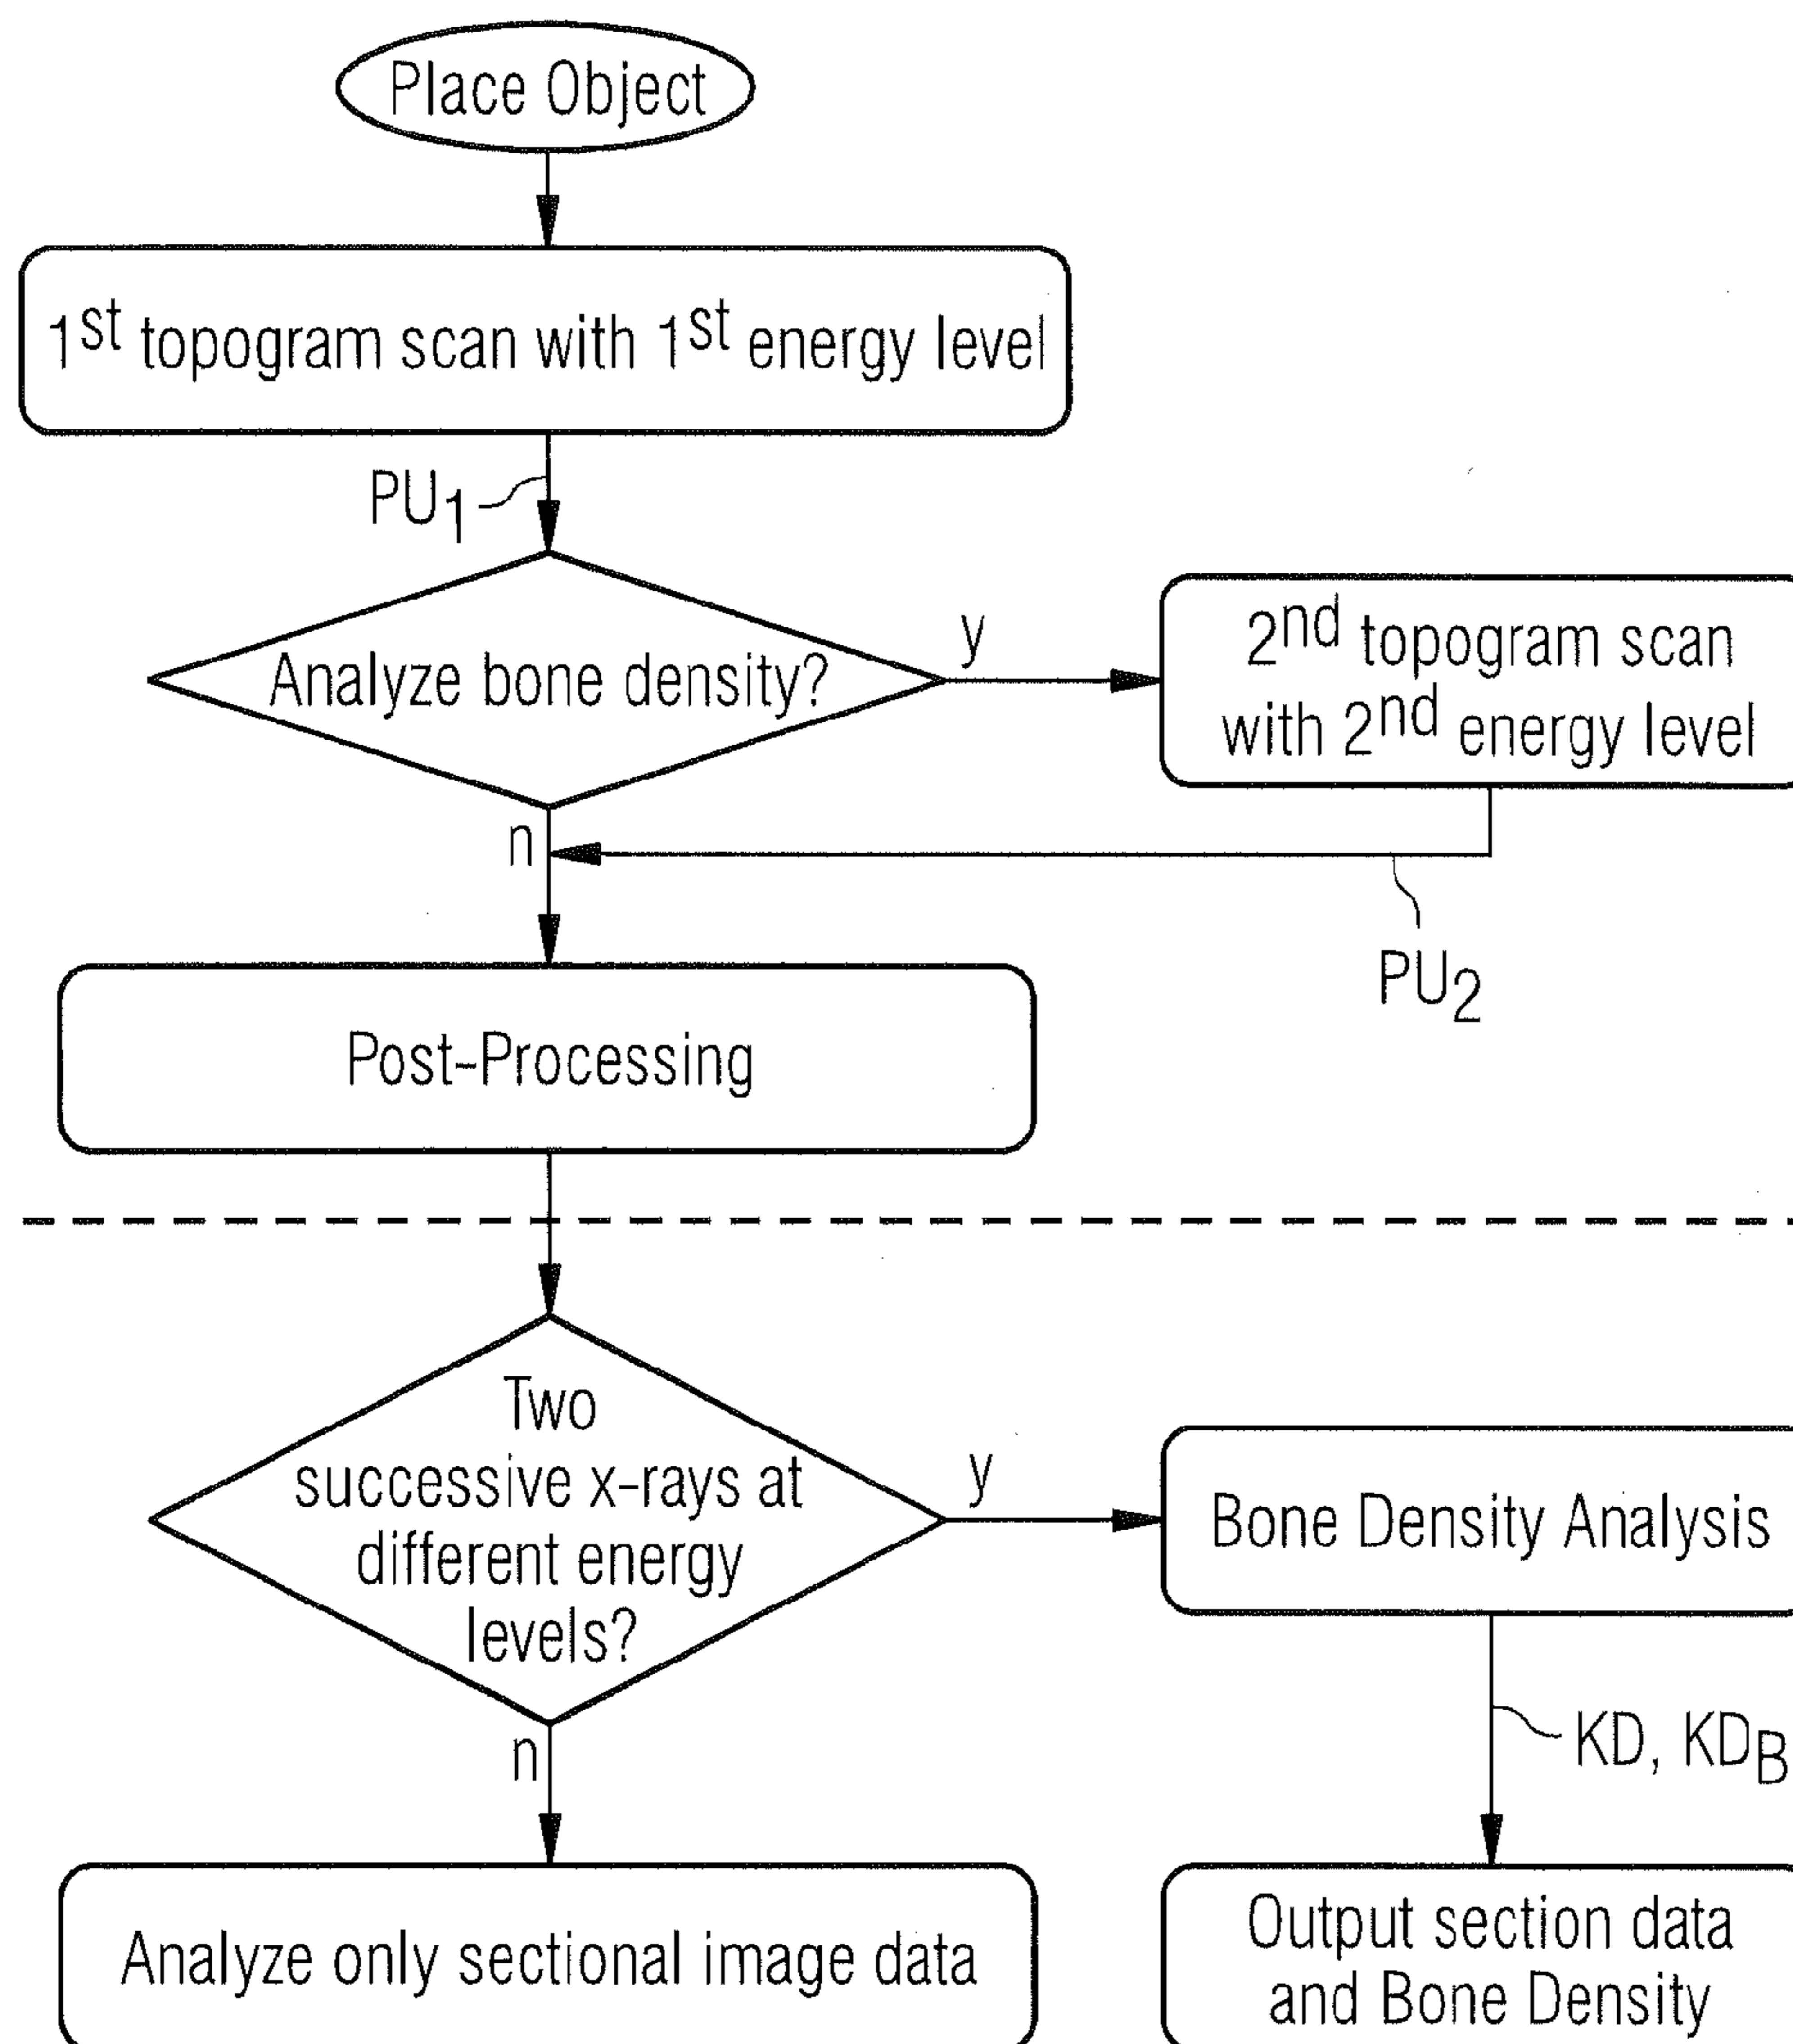 Place Object
1st topogram scan with 1st energy level
PU1
Analyze bone density?
y
2nd topogram scan
with 2nd energy level
n
PU2
Post-Processing
Two
successive x-rays at
different energy
levels?
y
Bone Density Analysis
n
KD, KDB
Analyze only sectional image data
Output section data
and Bone Density